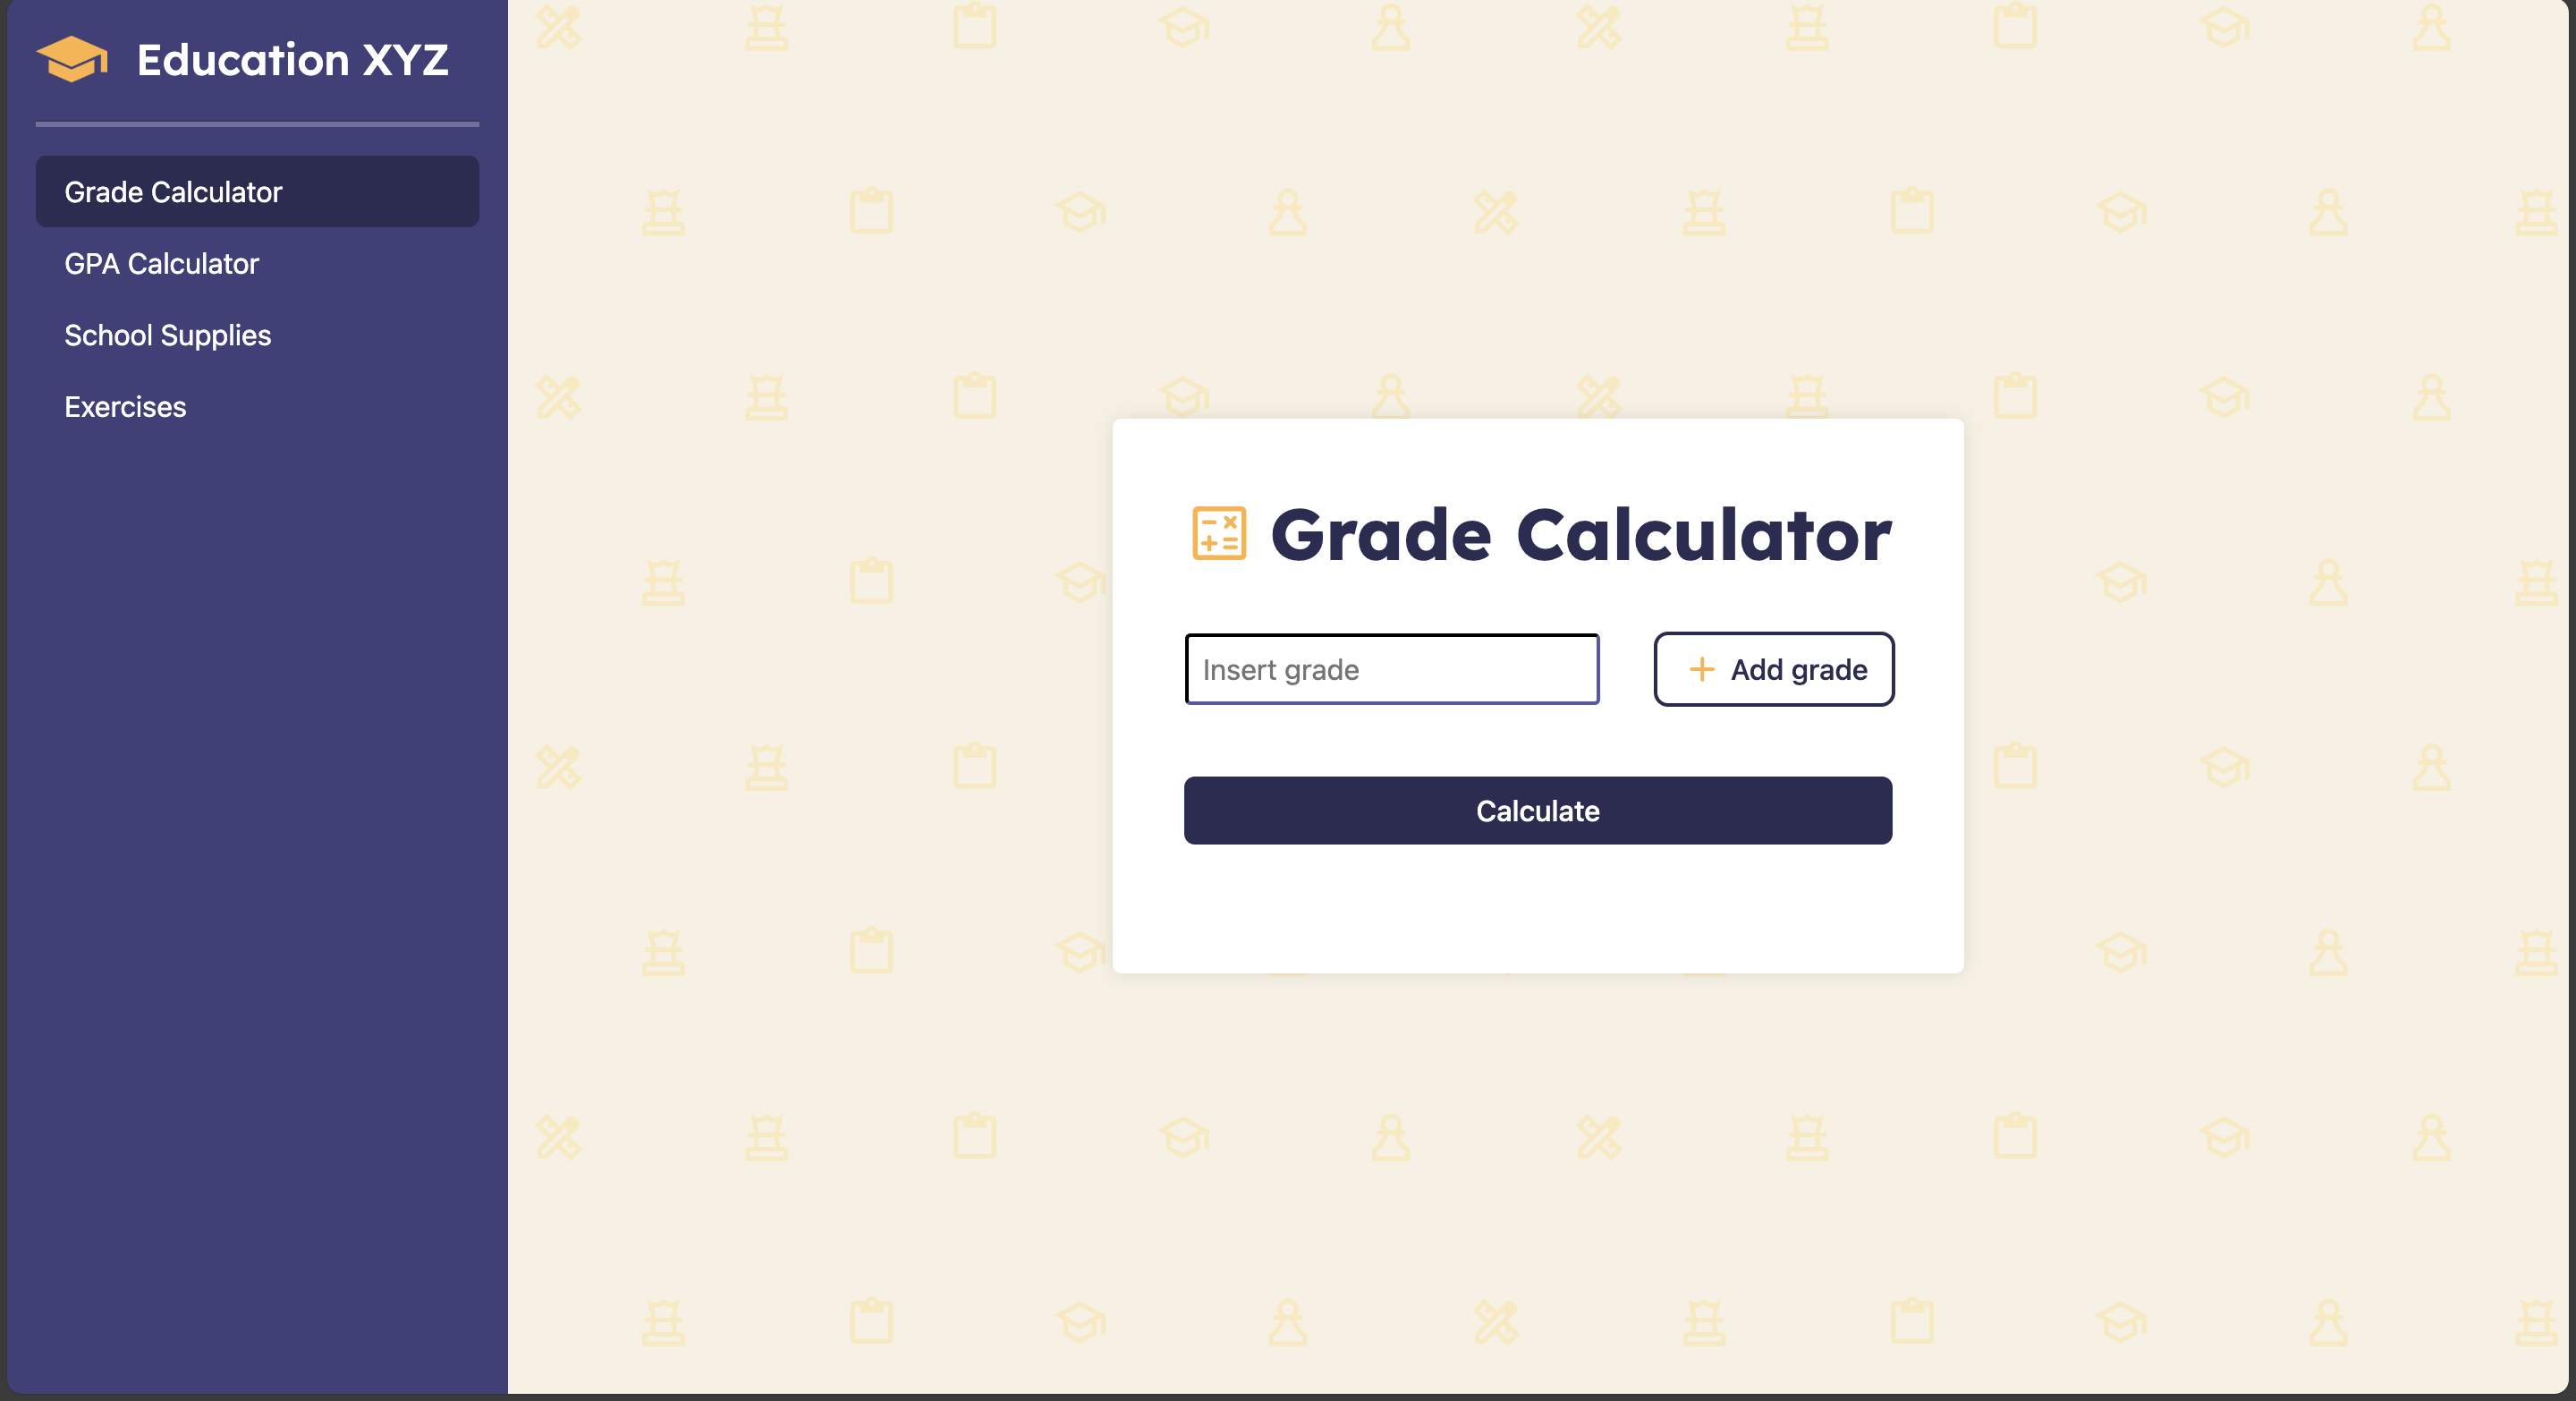 Education XYZ
Grade Calculator
GPA Calculator
School Supplies
Exercises
Grade Calculator
Insert grade
Add grade
Calculate